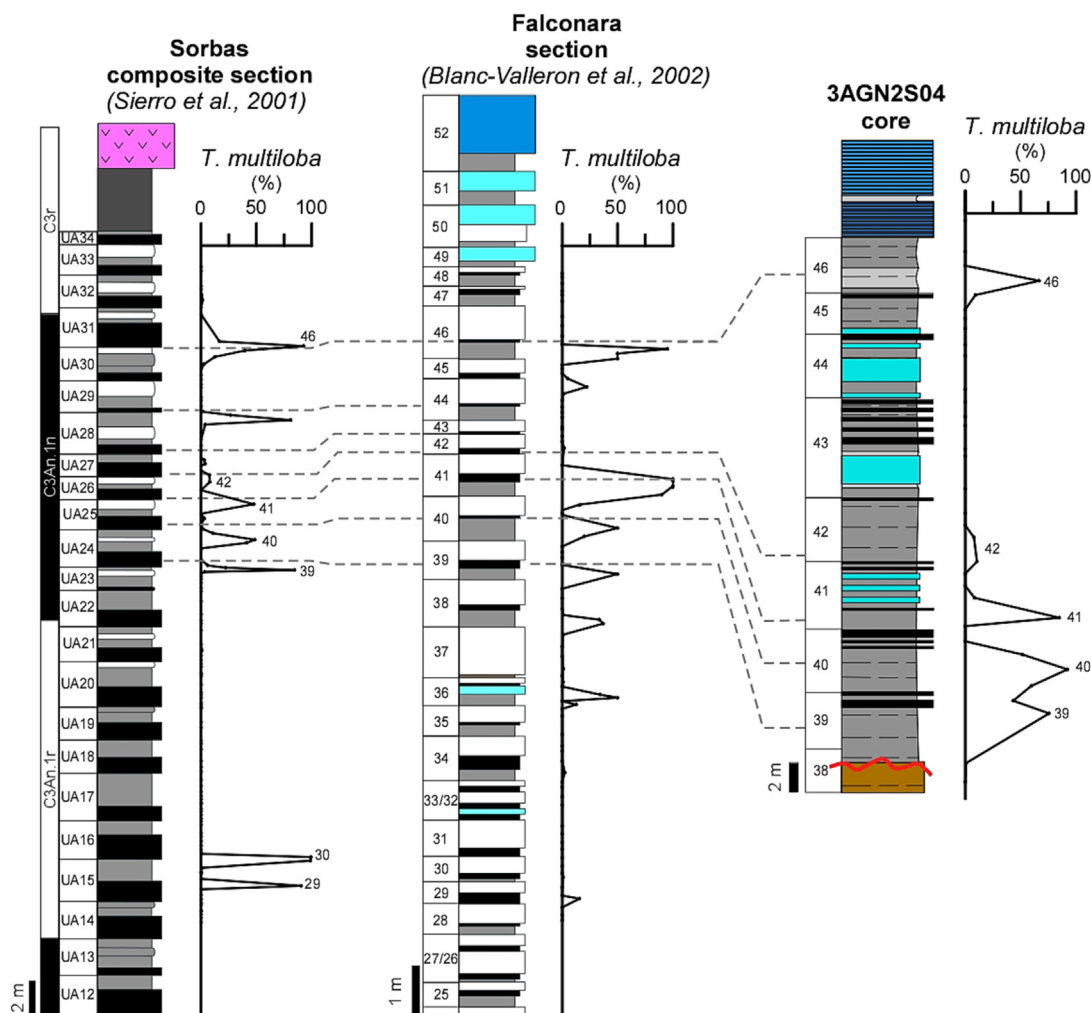 Sorbas
composite section
(Sierro et al., 2001)
Falconara
section
(Blanc-Valleron et al., 2002)
3AGN2S04
core
T. multiloba
(%)
0 50 100
T. multiloba
(%)
0 50 100
T. multiloba
(%)
0 50 100
C3r
C3An.1n
C3An.1r
UA34
UA33
UA32
UA31
UA30
UA29
UA28
UA27
UA26
UA25
UA24
UA23
UA22
UA21
UA20
UA19
UA18
UA17
UA16
UA15
UA14
UA13
UA12
2 m
46
42
41
40
39
30
29
52
51
50
49
48
47
46
45
44
43
42
41
40
39
38
37
36
35
34
33/32
31
30
29
28
27/26
25
1 m
46
45
44
43
42
41
40
39
38
2 m
46
42
41
40
39